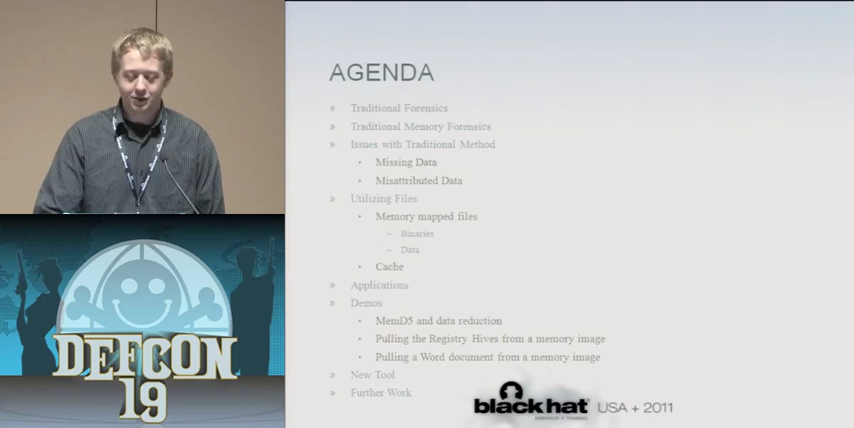 AGENDA
» Traditional Forensics
» Traditional Memory Forensics
» Issues with Traditional Method
• Missing Data
• Misattributed Data
» Utilizing Files
• Memory mapped files
– Binaries
– Data
• Cache
» Applications
» Demos
• MemD5 and data reduction
• Pulling the Registry Hives from a memory image
• Pulling a Word document from a memory image
» New Tool
» Further Work
black hat USA + 2011
DEFCON
19